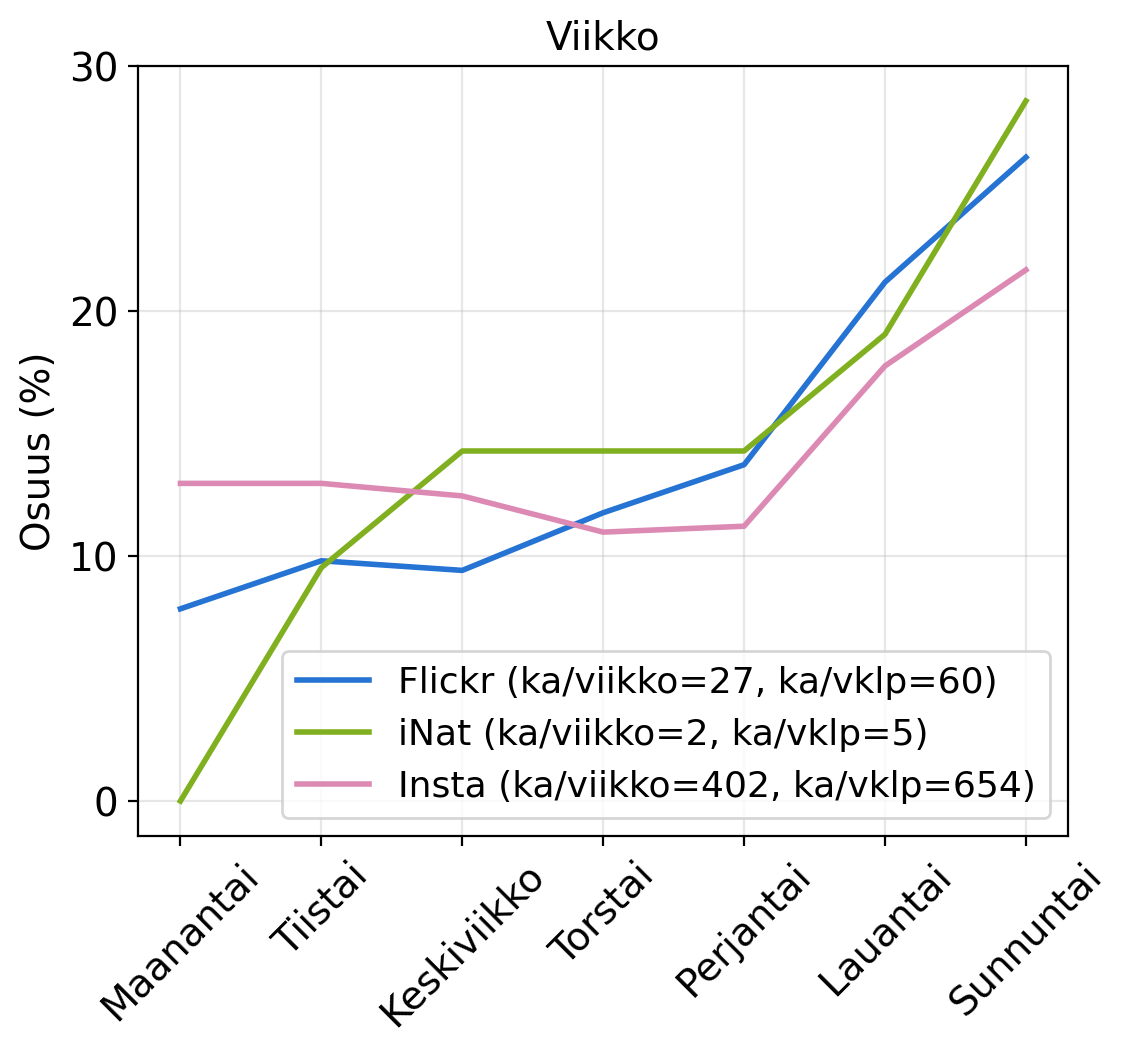 Viikko
30
20
10
0
Osuus (%)
Flickr (ka/viikko=27, ka/vklp=60)
iNat (ka/viikko=2, ka/vklp=5)
Insta (ka/viikko=402, ka/vklp=654)
Maanantai
Tiistai
Keskiviikko
Torstai
Perjantai
Lauantai
Sunnuntai